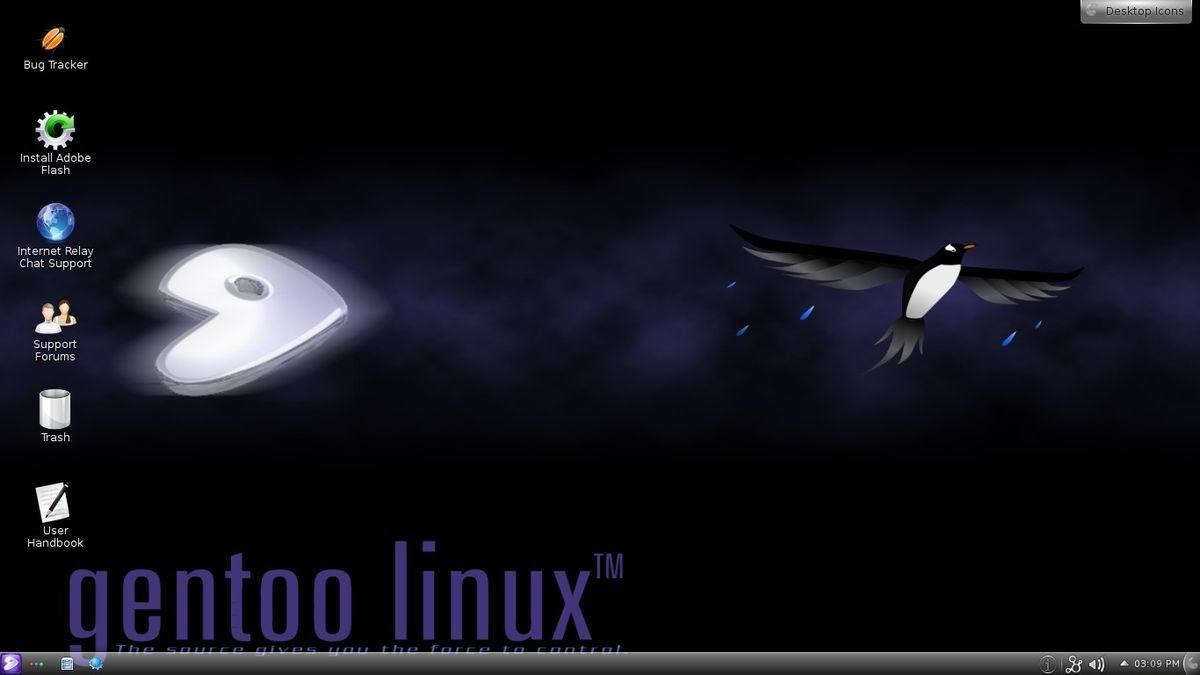 Desktop Icons
Bug Tracker
Install Adobe
Flash
Internet Relay
Chat Support
Support
Forums
Trash
User
Handbook
gentoo linux™
The source gives you the force to control.
03:09 PM